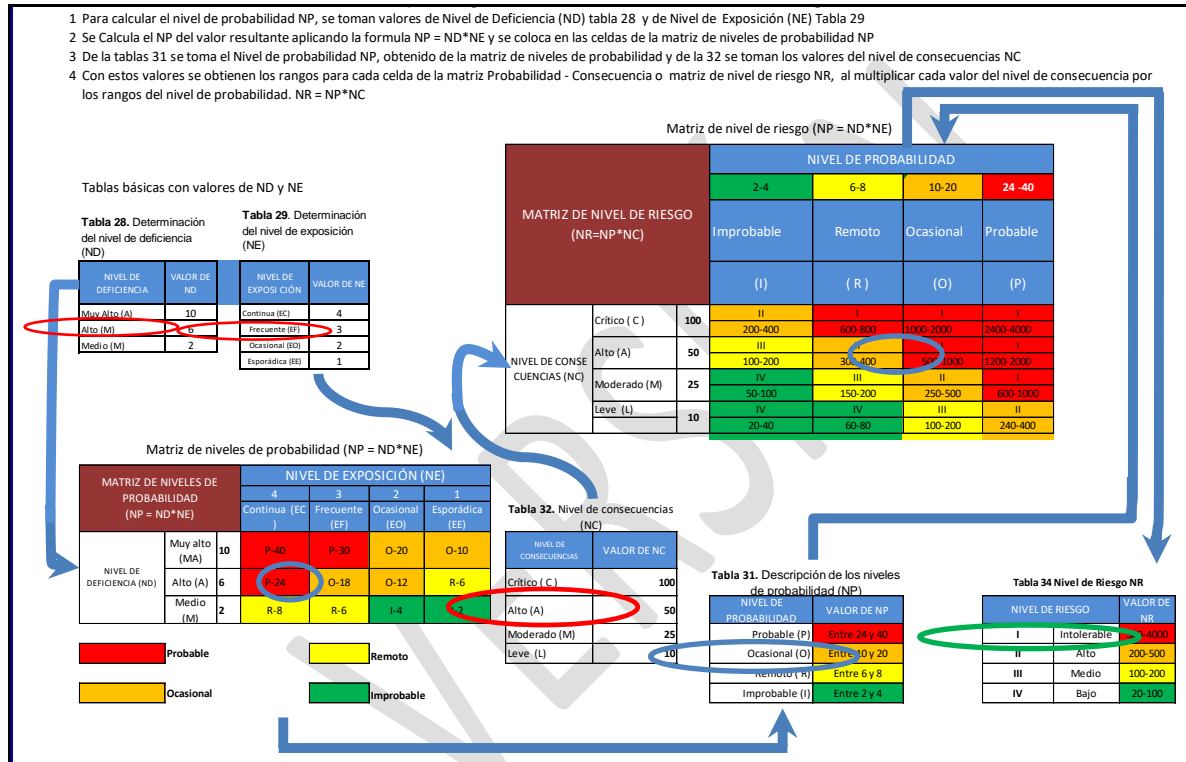 1 Para calcular el nivel de probabilidad NP, se toman valores de Nivel de Deficiencia (ND) tabla 28 y de Nivel de Exposición (NE) Tabla 29
2 Se Calcula el NP del valor resultante aplicando la formula NP = ND*NE y se coloca en las celdas de la matriz de niveles de probabilidad NP
3 De la tablas 31 se toma el Nivel de probabilidad NP, obtenido de la matriz de niveles de probabilidad y de la 32 se toman los valores del nivel de consecuencias NC
4 Con estos valores se obtienen los rangos para cada celda de la matriz Probabilidad - Consecuencia o matriz de nivel de riesgo NR, al multiplicar cada valor del nivel de consecuencia por
los rangos del nivel de probabilidad. NR = NP*NC
Matriz de nivel de riesgo (NP = ND*NE)
MATRIZ DE NIVEL DE RIESGO
(NR=NP*NC)
NIVEL DE PROBABILIDAD
2-4 6-8 10-20 24 -40
Improbable Remoto Ocasional Probable
(I) ( R ) (O) (P)
NIVEL DE CONSE
CUENCIAS (NC)
Crítico ( C ) 100
II I I I
200-400 600-800 1000-2000 2400-4000
Alto (A) 50
III I
100-200 300-400 500-1000 1200-2000
Moderado (M) 25
IV III II I
50-100 150-200 250-500 600-1000
Leve (L) 10
IV IV III II
20-40 60-80 100-200 240-400
Tablas básicas con valores de ND y NE
Tabla 28. Determinación
del nivel de deficiencia
(ND)
NIVEL DE
DEFICIENCIA
VALOR DE
ND
Muy Alto (A) 10
Alto (M) 6
Medio (M) 2
Tabla 29. Determinación
del nivel de exposición
(NE)
NIVEL DE
EXPOSI CIÓN
VALOR DE NE
Continua (EC) 4
Frecuente (EF) 3
Ocasional (EO) 2
Esporádica (EE) 1
Matriz de niveles de probabilidad (NP = ND*NE)
MATRIZ DE NIVELES DE
PROBABILIDAD
(NP = ND*NE)
NIVEL DE EXPOSICIÓN (NE)
4 3 2 1
Continua (EC
)
Frecuente
(EF)
Ocasional
(EO)
Esporádica
(EE)
NIVEL DE
DEFICIENCIA (ND)
Muy alto
(MA)
10 P-40 P-30 O-20 O-10
Alto (A) 6 P-24 O-18 O-12 R-6
Medio
(M)
2 R-8 R-6 I-4 I-2
Probable Remoto
Ocasional Improbable
Tabla 32. Nivel de consecuencias
(NC)
NIVEL DE
CONSECUENCIAS
VALOR DE NC
Crítico ( C ) 100
Alto (A) 50
Moderado (M) 25
Leve (L) 10
Tabla 31. Descripción de los niveles
de probabilidad (NP)
NIVEL DE
PROBABILIDAD
VALOR DE NP
Probable (P) Entre 24 y 40
Ocasional (O) Entre 10 y 20
Remoto ( R) Entre 6 y 8
Improbable (I) Entre 2 y 4
Tabla 34 Nivel de Riesgo NR
NIVEL DE RIESGO
VALOR DE
NR
I Intolerable
II Alto 200-500
III Medio 100-200
IV Bajo 20-100